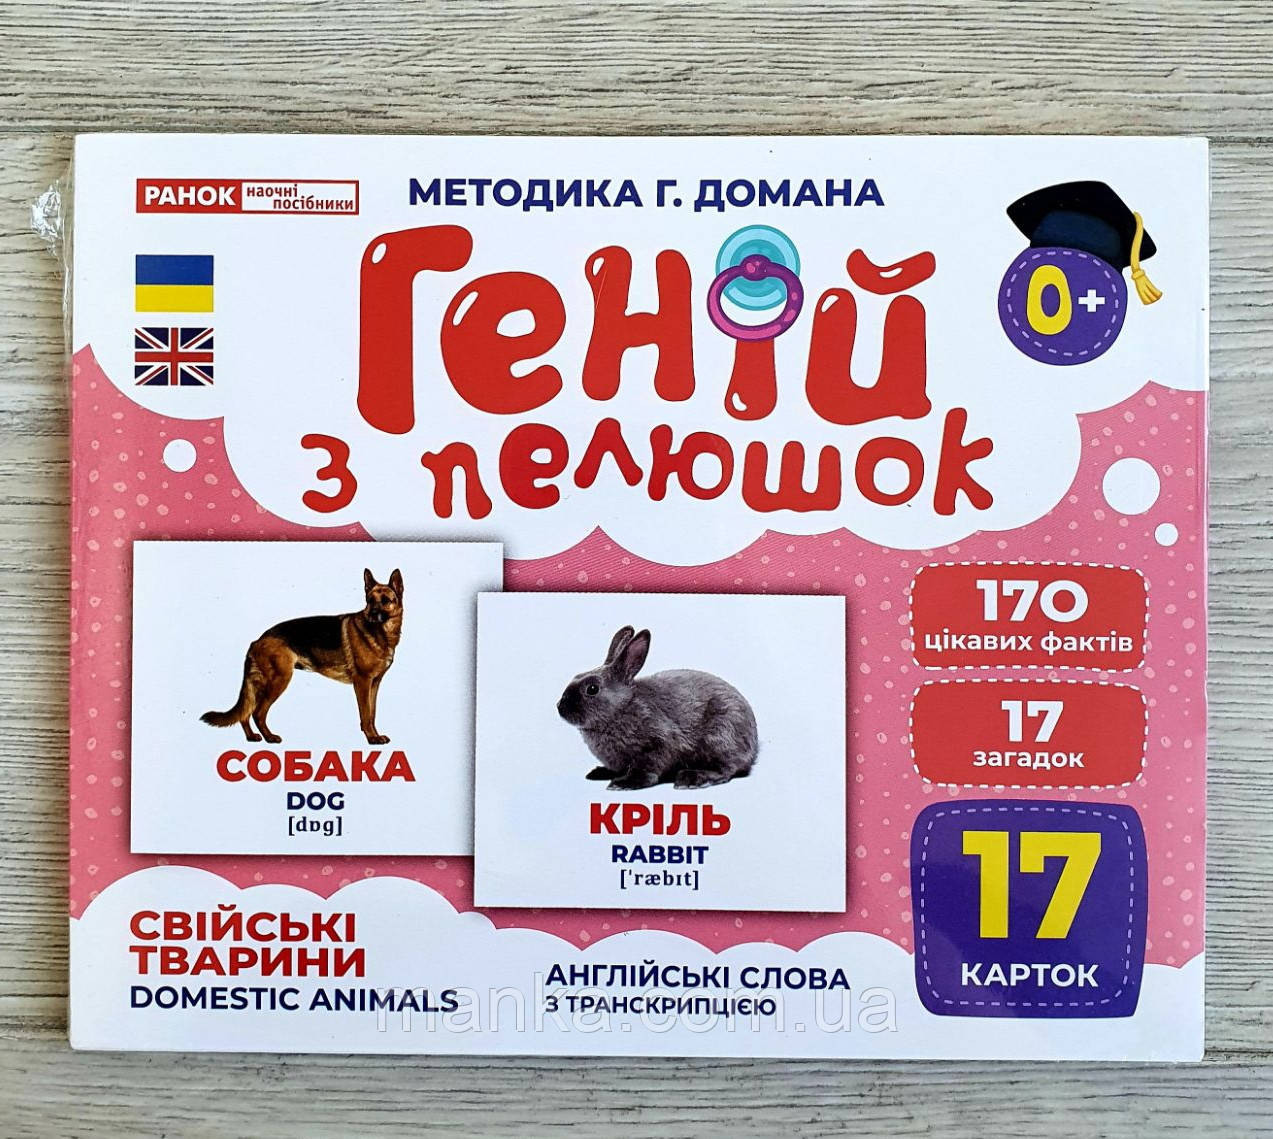 РАНОК наочні посібники
МЕТОДИКА Г. ДОМАНА
0+
Геній
з пелюшок
СОБАКА
DOG
[dɒg]
КРІЛЬ
RABBIT
['ræbɪt]
170
цікавих фактів
17
загадок
17
КАРТОК
СВІЙСЬКІ
ТВАРИНИ
DOMESTIC ANIMALS
АНГЛІЙСЬКІ СЛОВА
З ТРАНСКРИПЦІЄЮ
manka.com.ua